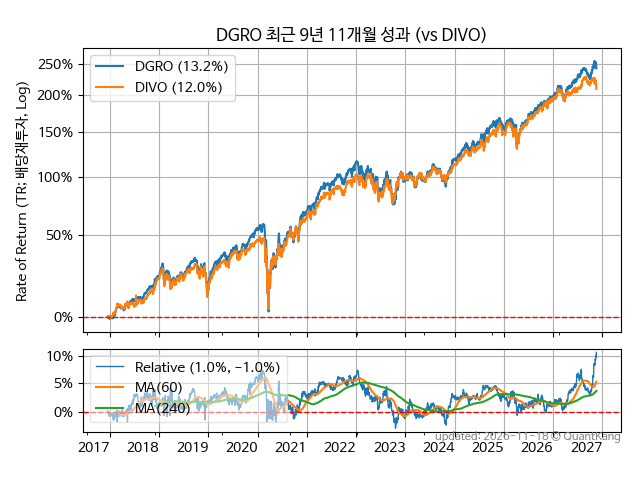 DGRO 최근 9년 11개월 성과 (vs DIVO)
Rate of Return (TR; 배당재투자, Log)
250%
200%
150%
100%
50%
0%
DGRO (13.2%)
DIVO (12.0%)
10%
5%
0%
Relative (1.0%, −1.0%)
MA(60)
MA(240)
updated: 2026-11-18 © QuantKang
2017 2018 2019 2020 2021 2022 2023 2024 2025 2026 2027